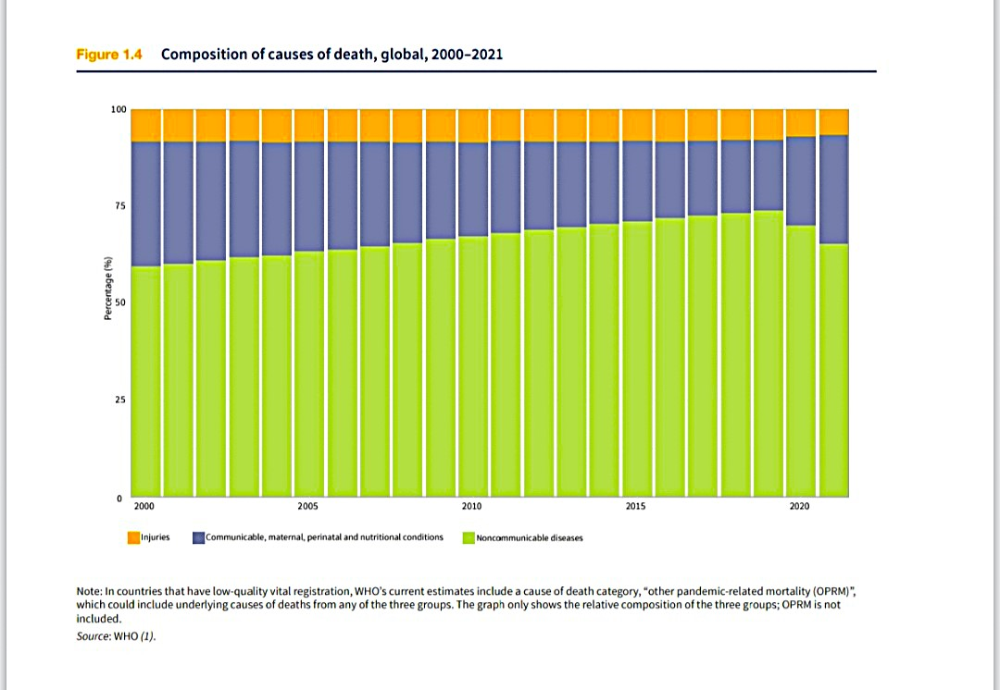 Figure 1.4 Composition of causes of death, global, 2000–2021
100
75
50
25
0
Percentage (%)
2000 2005 2010 2015 2020
Injuries Communicable, maternal, perinatal and nutritional conditions Noncommunicable diseases
Note: In countries that have low-quality vital registration, WHO's current estimates include a cause of death category, "other pandemic-related mortality (OPRM)",
which could include underlying causes of deaths from any of the three groups. The graph only shows the relative composition of the three groups; OPRM is not
included.
Source: WHO (1).